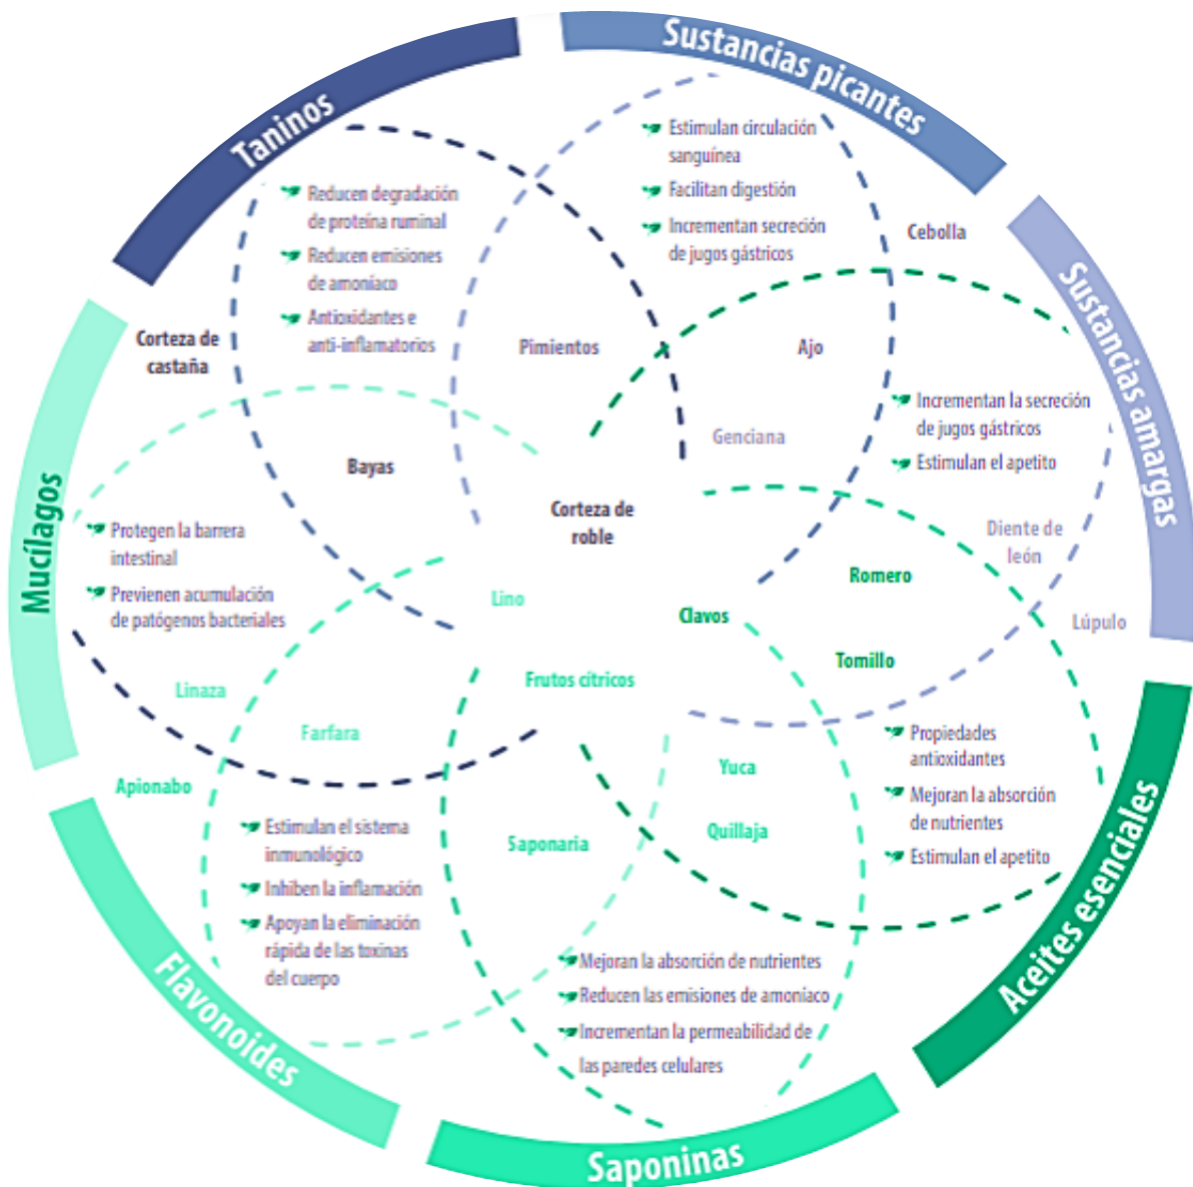 Sustancias picantes
Taninos
Estimulan circulación
sanguínea
Facilitan digestión
Incrementan secreción
de jugos gástricos
Reducen degradación
de proteína ruminal
Reducen emisiones
de amoníaco
Antioxidantes e
anti-inflamatorios
Cebolla
Sustancias amargas
Corteza de
castaña
Pimientos
Ajo
Incrementan la secreción
de jugos gástricos
Estimulan el apetito
Genciana
Bayas
Corteza de
roble
Mucílagos
Protegen la barrera
intestinal
Previenen acumulación
de patógenos bacteriales
Diente de
león
Romero
Lino
Clavos
Lúpulo
Tomillo
Frutos cítricos
Linaza
Farfara
Apionabo
Yuca
Propiedades
antioxidantes
Mejoran la absorción
de nutrientes
Estimulan el apetito
Aceites esenciales
Quillaja
Saponaria
Estimulan el sistema
inmunológico
Inhiben la inflamación
Apoyan la eliminación
rápida de las toxinas
del cuerpo
Flavonoides
Mejoran la absorción de nutrientes
Reducen las emisiones de amoníaco
Incrementan la permeabilidad de
las paredes celulares
Saponinas